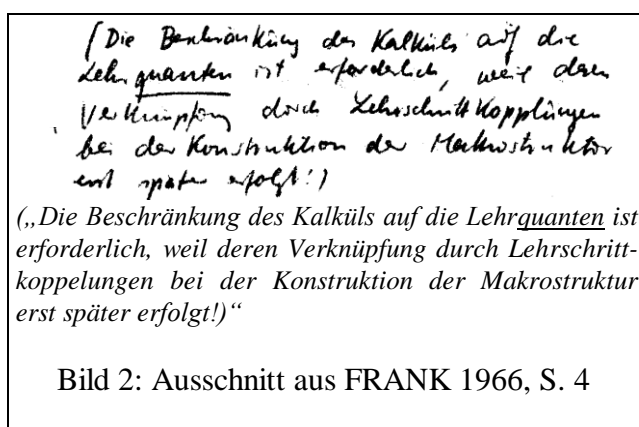 (Die Beschränkung des Kalküls auf die
Lehrquanten ist erforderlich, weil deren
Verknüpfung durch Lehrschrittkopplungen
bei der Konstruktion der Makrostruktur
erst später erfolgt!)
(„Die Beschränkung des Kalküls auf die Lehrquanten ist
erforderlich, weil deren Verknüpfung durch Lehrschritt-
koppelungen bei der Konstruktion der Makrostruktur
erst später erfolgt!)“
Bild 2: Ausschnitt aus FRANK 1966, S. 4